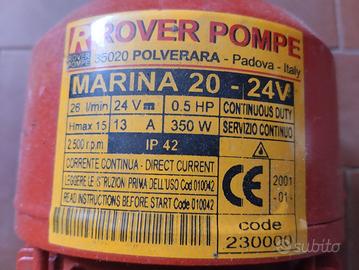 R ROVER POMPE
ROVER POMPE
35020 POLVERARA - Padova - Italy
MARINA 20 - 24V
26 l/min 24 V 0.5 HP CONTINUOUS DUTY
Hmax 15 13 A 350 W SERVIZIO CONTINUO
2.500 r.p.m. IP 42
CORRENTE CONTINUA - DIRECT CURRENT
LEGGERE LE ISTRUZIONI PRIMA DELL'USO Cod.010042
READ INSTRUCTIONS BEFORE START Code 010042
CE 2001
-01-
code
230000
subito